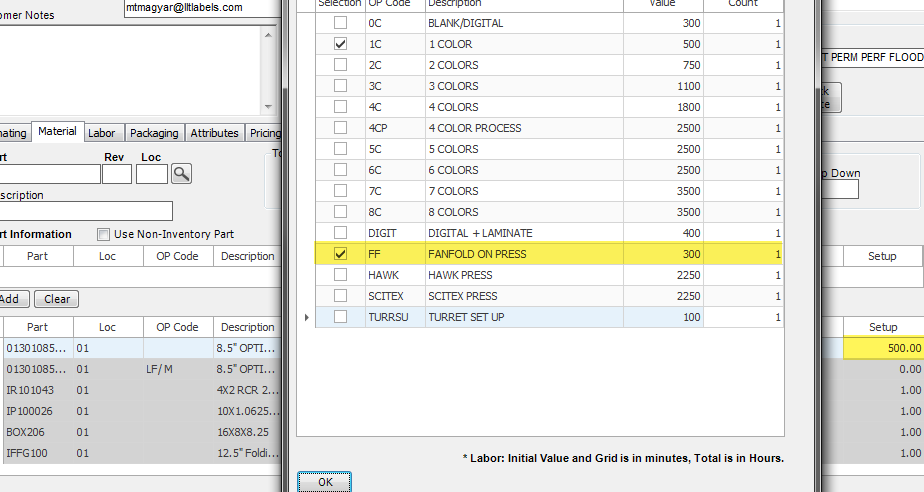 mtmagyar@lltlabels.com
omer Notes
Selection OP Code Description Value Count
0C BLANK/DIGITAL 300 1
1C 1 COLOR 500 1
2C 2 COLORS 750 1
3C 3 COLORS 1100 1
4C 4 COLORS 1800 1
4CP 4 COLOR PROCESS 2500 1
5C 5 COLORS 2500 1
6C 6 COLORS 2500 1
7C 7 COLORS 3500 1
8C 8 COLORS 3500 1
DIGIT DIGITAL + LAMINATE 400 1
FF FANFOLD ON PRESS 300 1
HAWK HAWK PRESS 2250 1
SCITEX SCITEX PRESS 2250 1
TURRSU TURRET SET UP 100 1
* Labor: Initial Value and Grid is in minutes, Total is in Hours.
OK
T PERM PERF FLOOD
ck
te
nating Material Labor Packaging Attributes Pricing
rt Rev Loc To
p Down
scription
rt Information Use Non-Inventory Part
Part Loc OP Code Description Setup
Add Clear
Part Loc OP Code Description Setup
01301085... 01 8.5" OPTI... 500.00
01301085... 01 LF/M 8.5" OPTI... 0.00
IR101043 01 4X2 RCR 2... 1.00
IP100026 01 10X1.0625... 1.00
BOX206 01 16X8X8.25 1.00
IFFG100 01 12.5" Foldi... 1.00